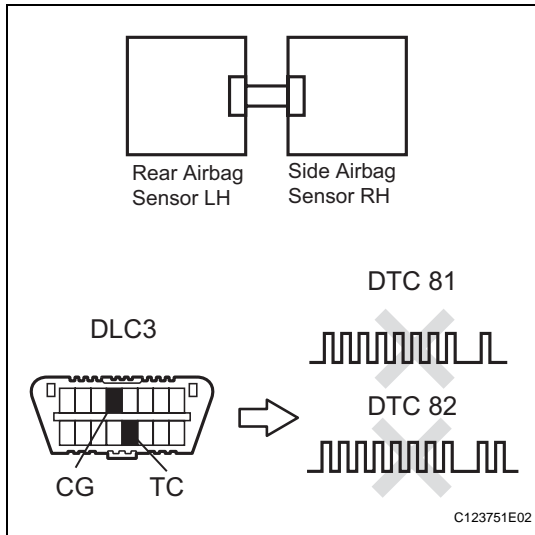 Rear Airbag
Sensor LH
Side Airbag
Sensor RH
DTC 81
DLC3
DTC 82
CG
TC
C123751E02